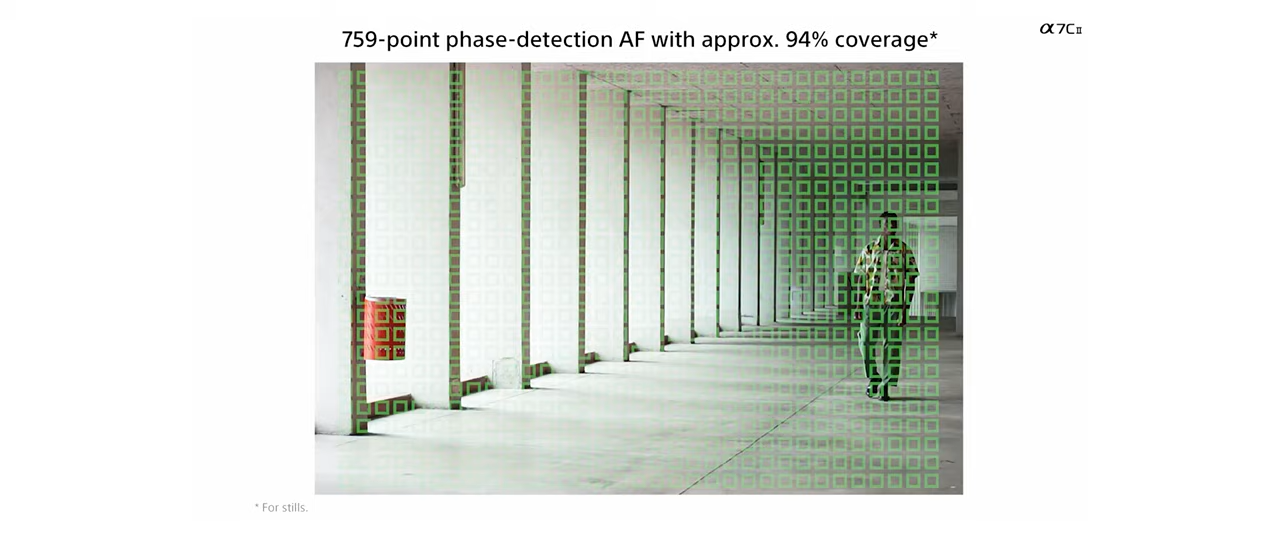 759-point phase-detection AF with approx. 94% coverage*
α7CII
* For stills.